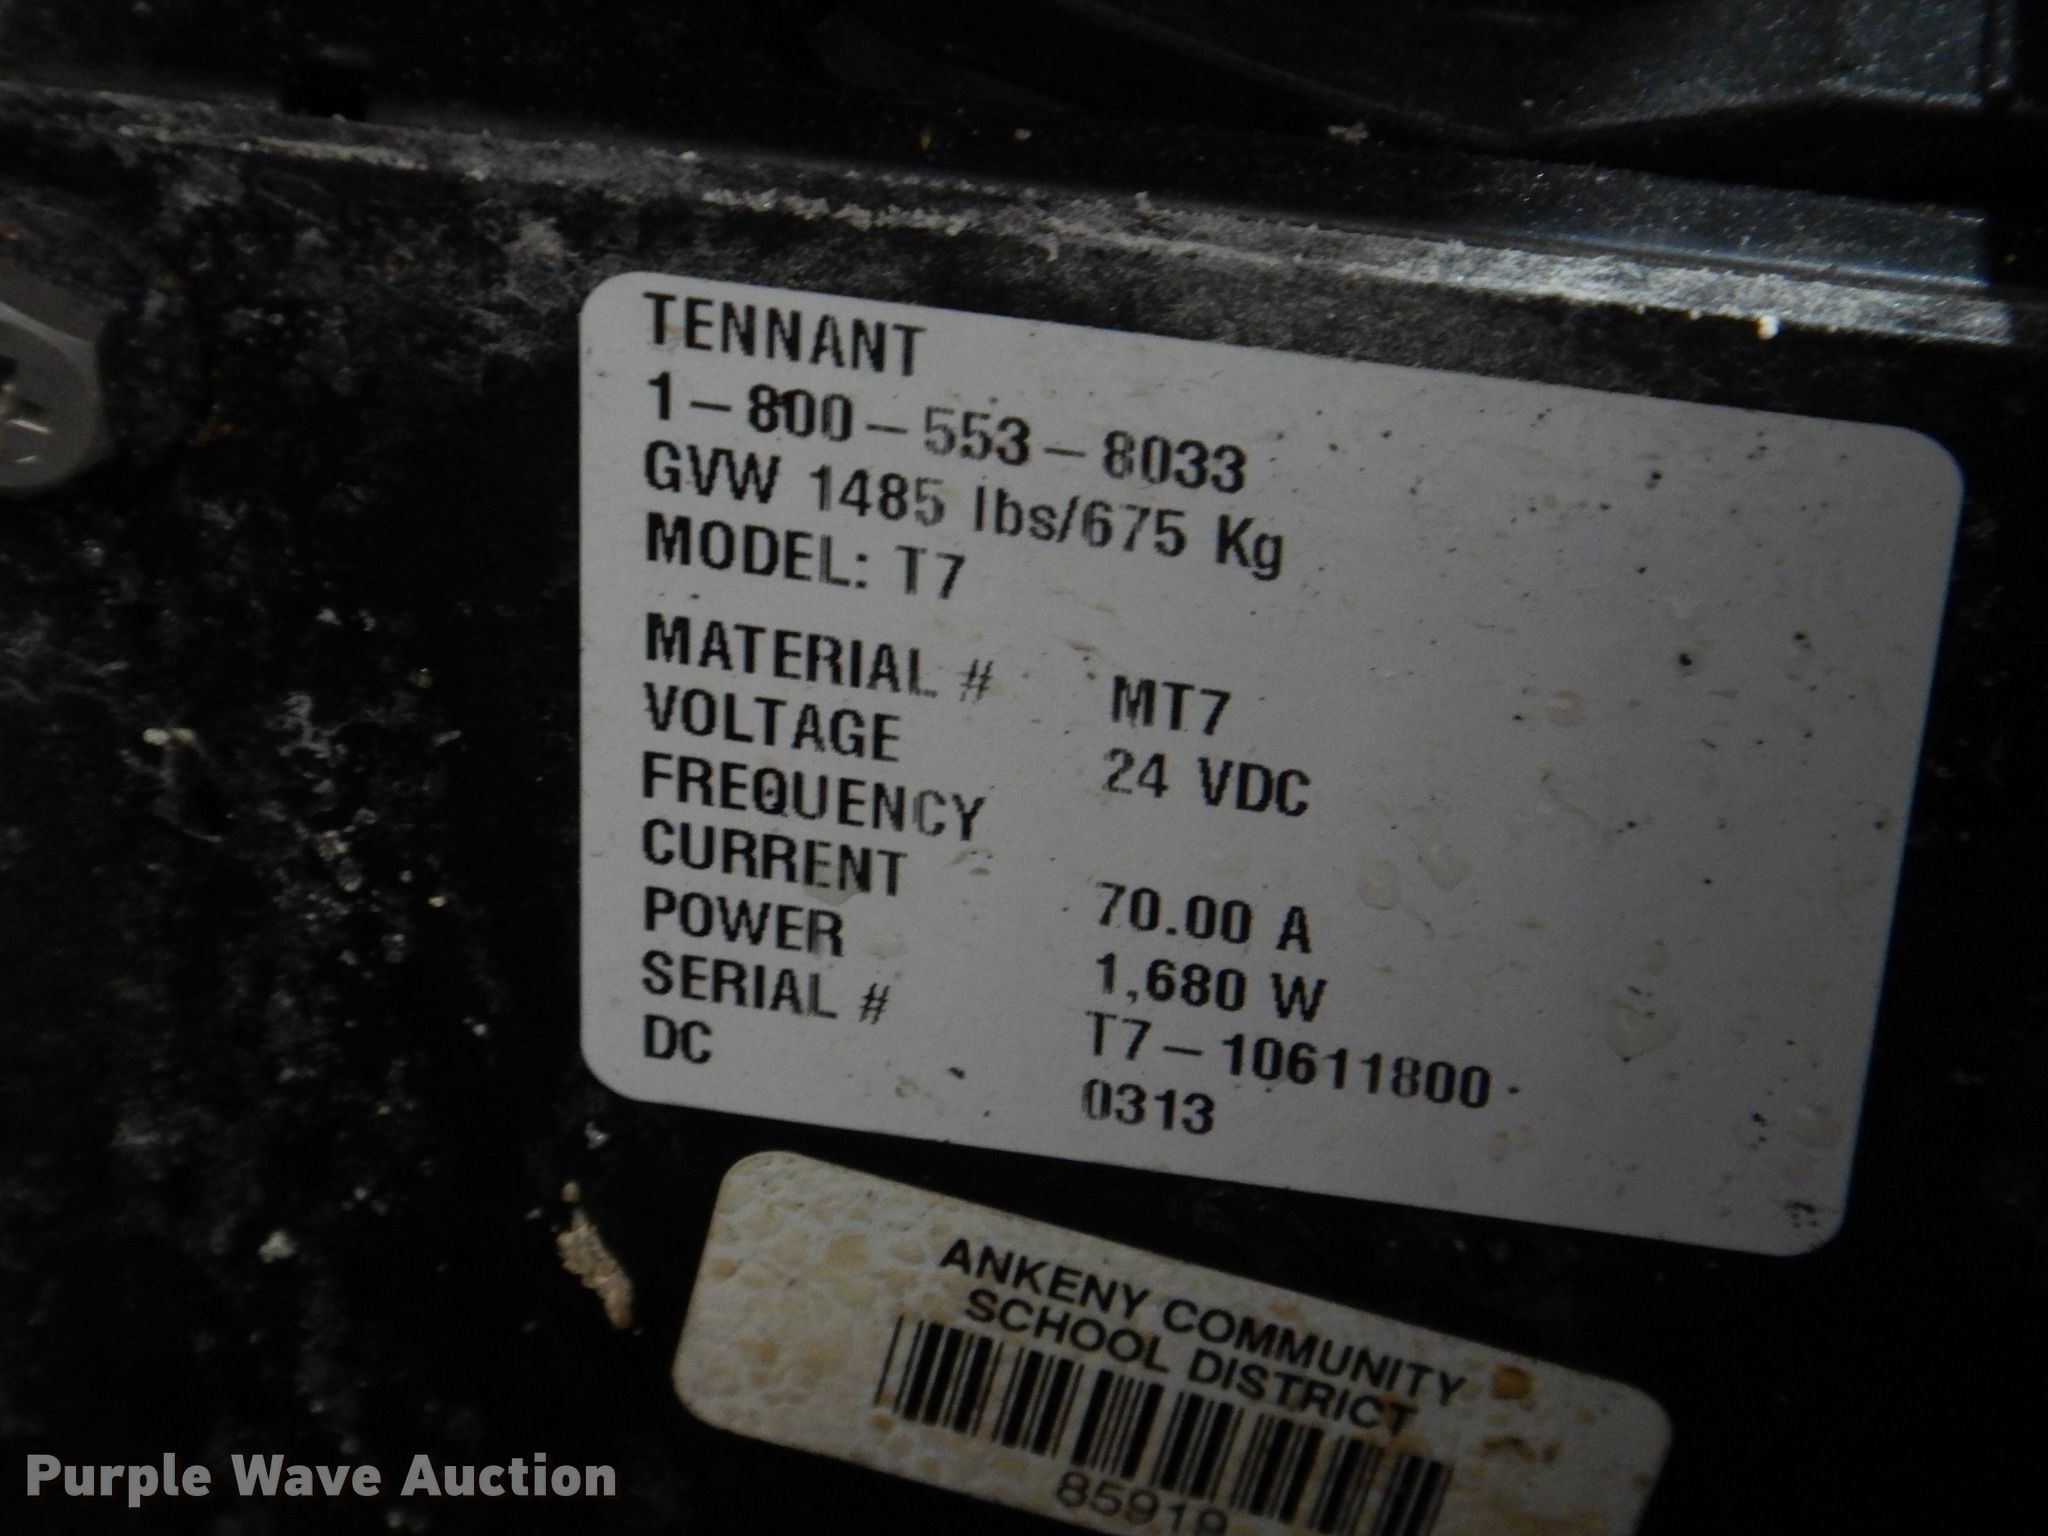 TENNANT
1-800-553-8033
GVW 1485 lbs/675 Kg
MODEL: T7
MATERIAL # MT7
VOLTAGE 24 VDC
FREQUENCY
CURRENT 70.00 A
POWER 1,680 W
SERIAL # T7-10611800
DC 0313
ANKENY COMMUNITY
SCHOOL DISTRICT
85919
Purple Wave Auction